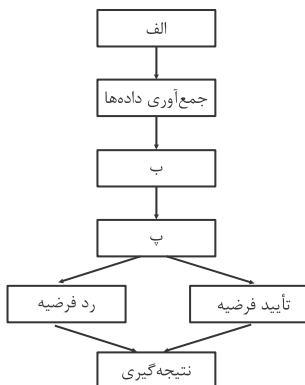 الف
جمع‌آوری داده‌ها
ب
پ
تأیید فرضیه
رد فرضیه
نتیجه‌گیری